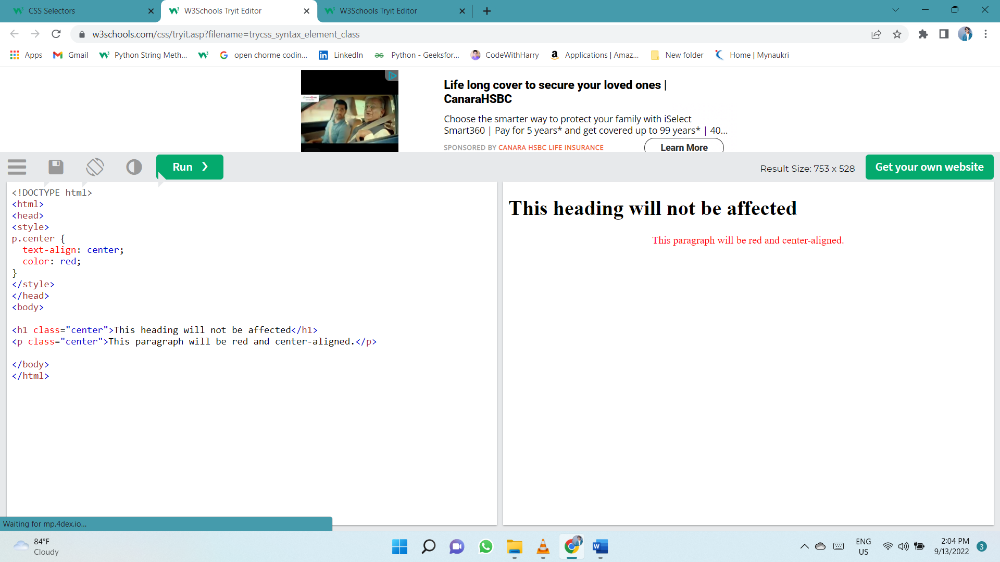 CSS Selectors
W3Schools Tryit Editor
W3Schools Tryit Editor
w3schools.com/css/tryit.asp?filename=trycss_syntax_element_class
Apps
Gmail
Python String Meth...
open chorme codin...
LinkedIn
Python - Geeksfor...
CodeWithHarry
Applications | Amaz...
New folder
Home | Mynaukri
Life long cover to secure your loved ones |
CanaraHSBC
Choose the smarter way to protect your family with iSelect
Smart360 | Pay for 5 years* and get covered up to 99 years* | 40...
SPONSORED BY CANARA HSBC LIFE INSURANCE
Learn More
Run ❯
Result Size: 753 x 528
Get your own website
<!DOCTYPE html>
<html>
<head>
<style>
p.center {
  text-align: center;
  color: red;
}
</style>
</head>
<body>
<h1 class="center">This heading will not be affected</h1>
<p class="center">This paragraph will be red and center-aligned.</p>
</body>
</html>
This heading will not be affected
This paragraph will be red and center-aligned.
Waiting for mp.4dex.io...
84°F
Cloudy
ENG
US
2:04 PM
9/13/2022
3